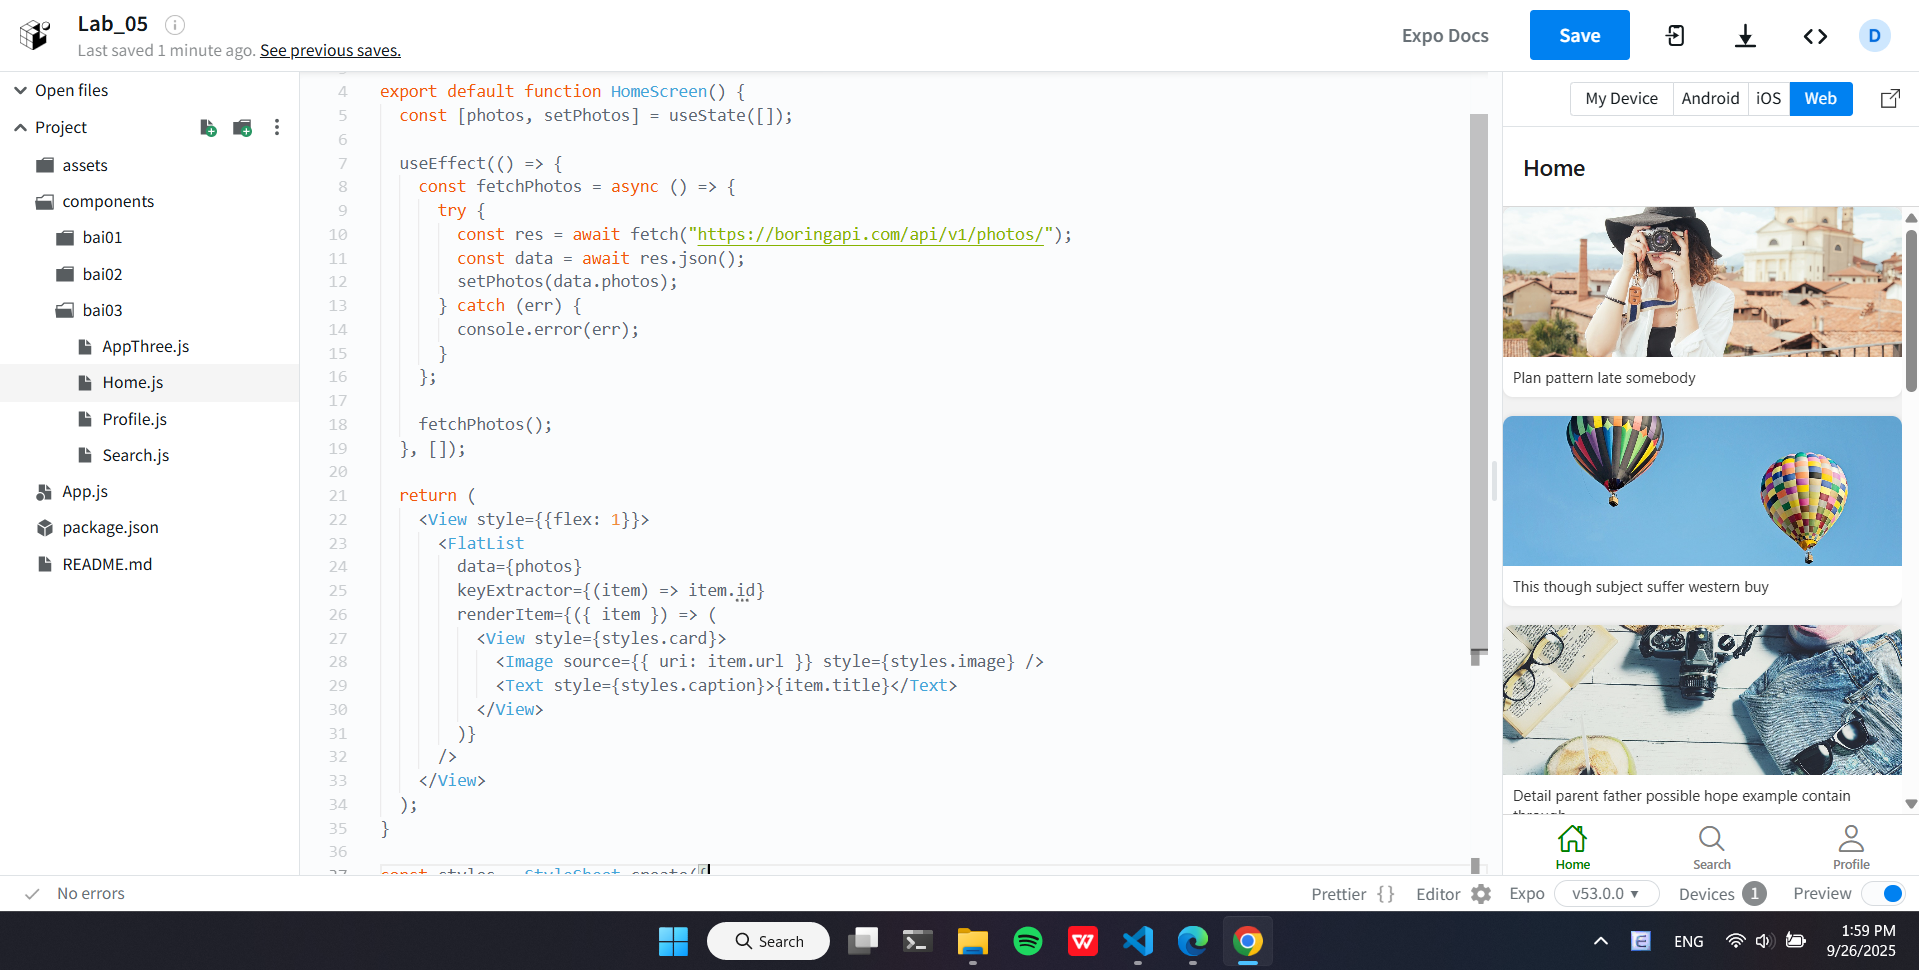 Lab_05
Last saved 1 minute ago. See previous saves.
Expo Docs
Save
D
Open files
Project
assets
components
bai01
bai02
bai03
AppThree.js
Home.js
Profile.js
Search.js
App.js
package.json
README.md
4 export default function HomeScreen() {
5 const [photos, setPhotos] = useState([]);
6
7 useEffect(() => {
8 const fetchPhotos = async () => {
9 try {
10 const res = await fetch("https://boringapi.com/api/v1/photos/");
11 const data = await res.json();
12 setPhotos(data.photos);
13 } catch (err) {
14 console.error(err);
15 }
16 };
17
18 fetchPhotos();
19 }, []);
20
21 return (
22 <View style={{flex: 1}}>
23 <FlatList
24 data={photos}
25 keyExtractor={(item) => item.id}
26 renderItem={({ item }) => (
27 <View style={styles.card}>
28 <Image source={{ uri: item.url }} style={styles.image} />
29 <Text style={styles.caption}>{item.title}</Text>
30 </View>
31 )}
32 />
33 </View>
34 );
35 }
36
37 const styles = StyleSheet.create({
My Device Android iOS Web
Home
Plan pattern late somebody
This though subject suffer western buy
Detail parent father possible hope example contain
through
Home Search Profile
No errors
Prettier {} Editor Expo v53.0.0 Devices 1 Preview
Search
ENG
1:59 PM
9/26/2025